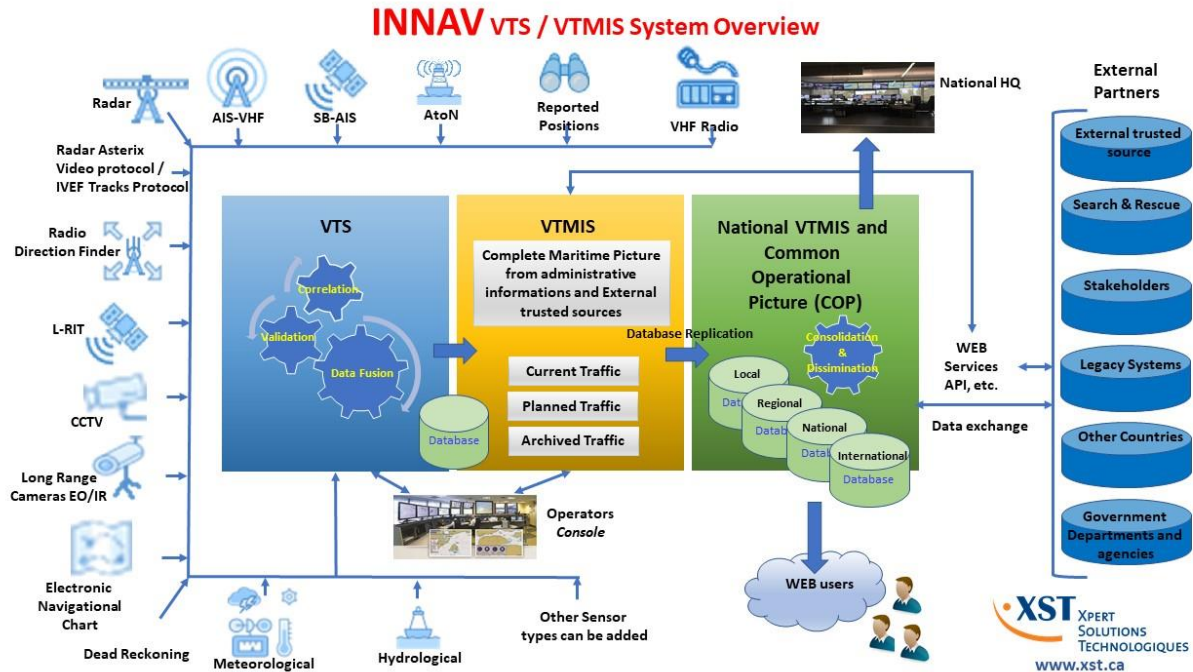 INNAV VTS / VTMIS System Overview
Radar
AIS-VHF
SB-AIS
AtoN
Reported
Positions
VHF Radio
National HQ
External
Partners
Radar Asterix
Video protocol /
IVEF Tracks Protocol
Radio
Direction Finder
L-RIT
CCTV
Long Range
Cameras EO/IR
Electronic
Navigational
Chart
Dead Reckoning
VTS
Correlation
Validation
Data Fusion
Database
VTMIS
Complete Maritime Picture
from administrative
informations and External
trusted sources
Current Traffic
Planned Traffic
Archived Traffic
Database Replication
National VTMIS and
Common
Operational
Picture (COP)
Consolidation
&
Dissimination
Local
Datab
Regional
Datab
National
Datab
International
Database
Operators
Console
Meteorological
Hydrological
Other Sensor
types can be added
WEB users
WEB
Services
API, etc.
Data exchange
External trusted
source
Search & Rescue
Stakeholders
Legacy Systems
Other Countries
Government
Departments and
agencies
XST XPERT
SOLUTIONS
TECHNOLOGIQUES
www.xst.ca